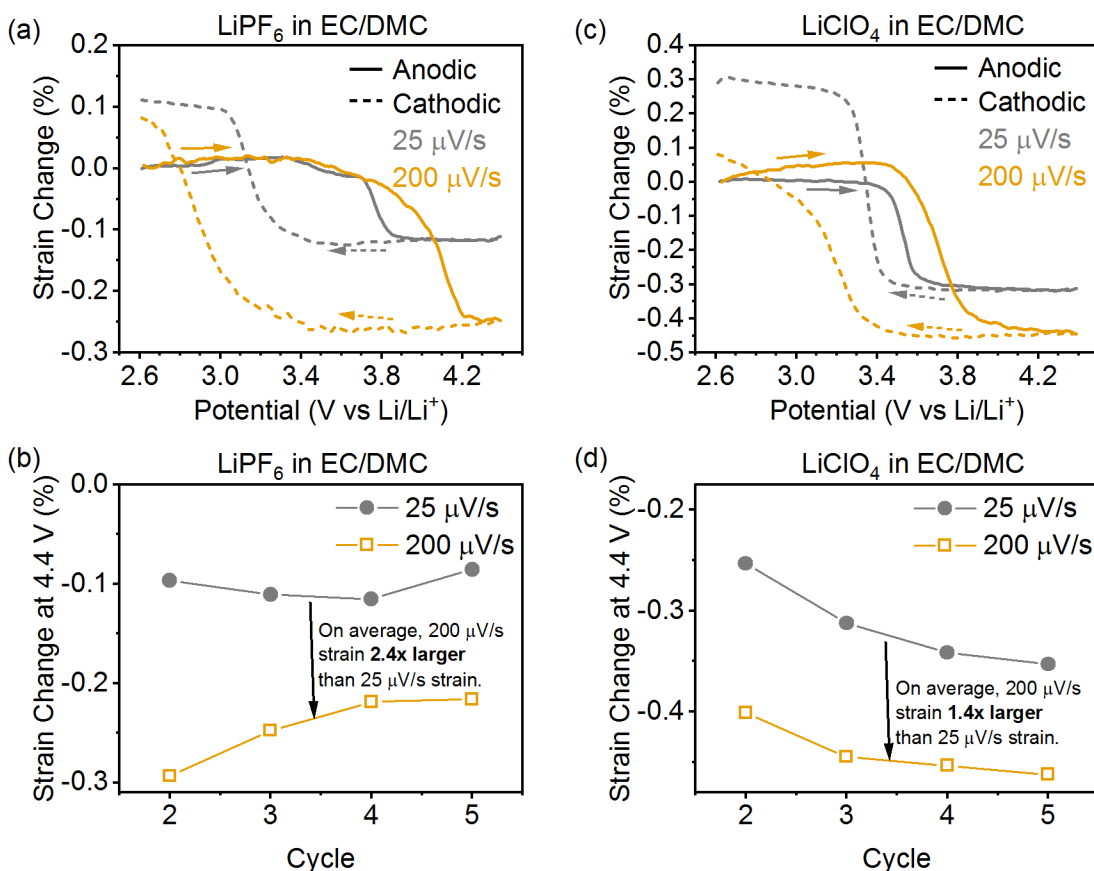 (a)
LiPF₆ in EC/DMC
Strain Change (%)
0.2
0.1
0.0
-0.1
-0.2
-0.3
Anodic
Cathodic
25 μV/s
200 μV/s
2.6 3.0 3.4 3.8 4.2
Potential (V vs Li/Li⁺)
(c)
LiClO₄ in EC/DMC
Strain Change (%)
0.4
0.3
0.2
0.1
0.0
-0.1
-0.2
-0.3
-0.4
-0.5
Anodic
Cathodic
25 μV/s
200 μV/s
2.6 3.0 3.4 3.8 4.2
Potential (V vs Li/Li⁺)
(b)
LiPF₆ in EC/DMC
Strain Change at 4.4 V (%)
0.0
-0.1
-0.2
-0.3
25 μV/s
200 μV/s
On average, 200 μV/s
strain 2.4x larger
than 25 μV/s strain.
2 3 4 5
Cycle
(d)
LiClO₄ in EC/DMC
Strain Change at 4.4 V (%)
-0.2
-0.3
-0.4
25 μV/s
200 μV/s
On average, 200 μV/s
strain 1.4x larger
than 25 μV/s strain.
2 3 4 5
Cycle